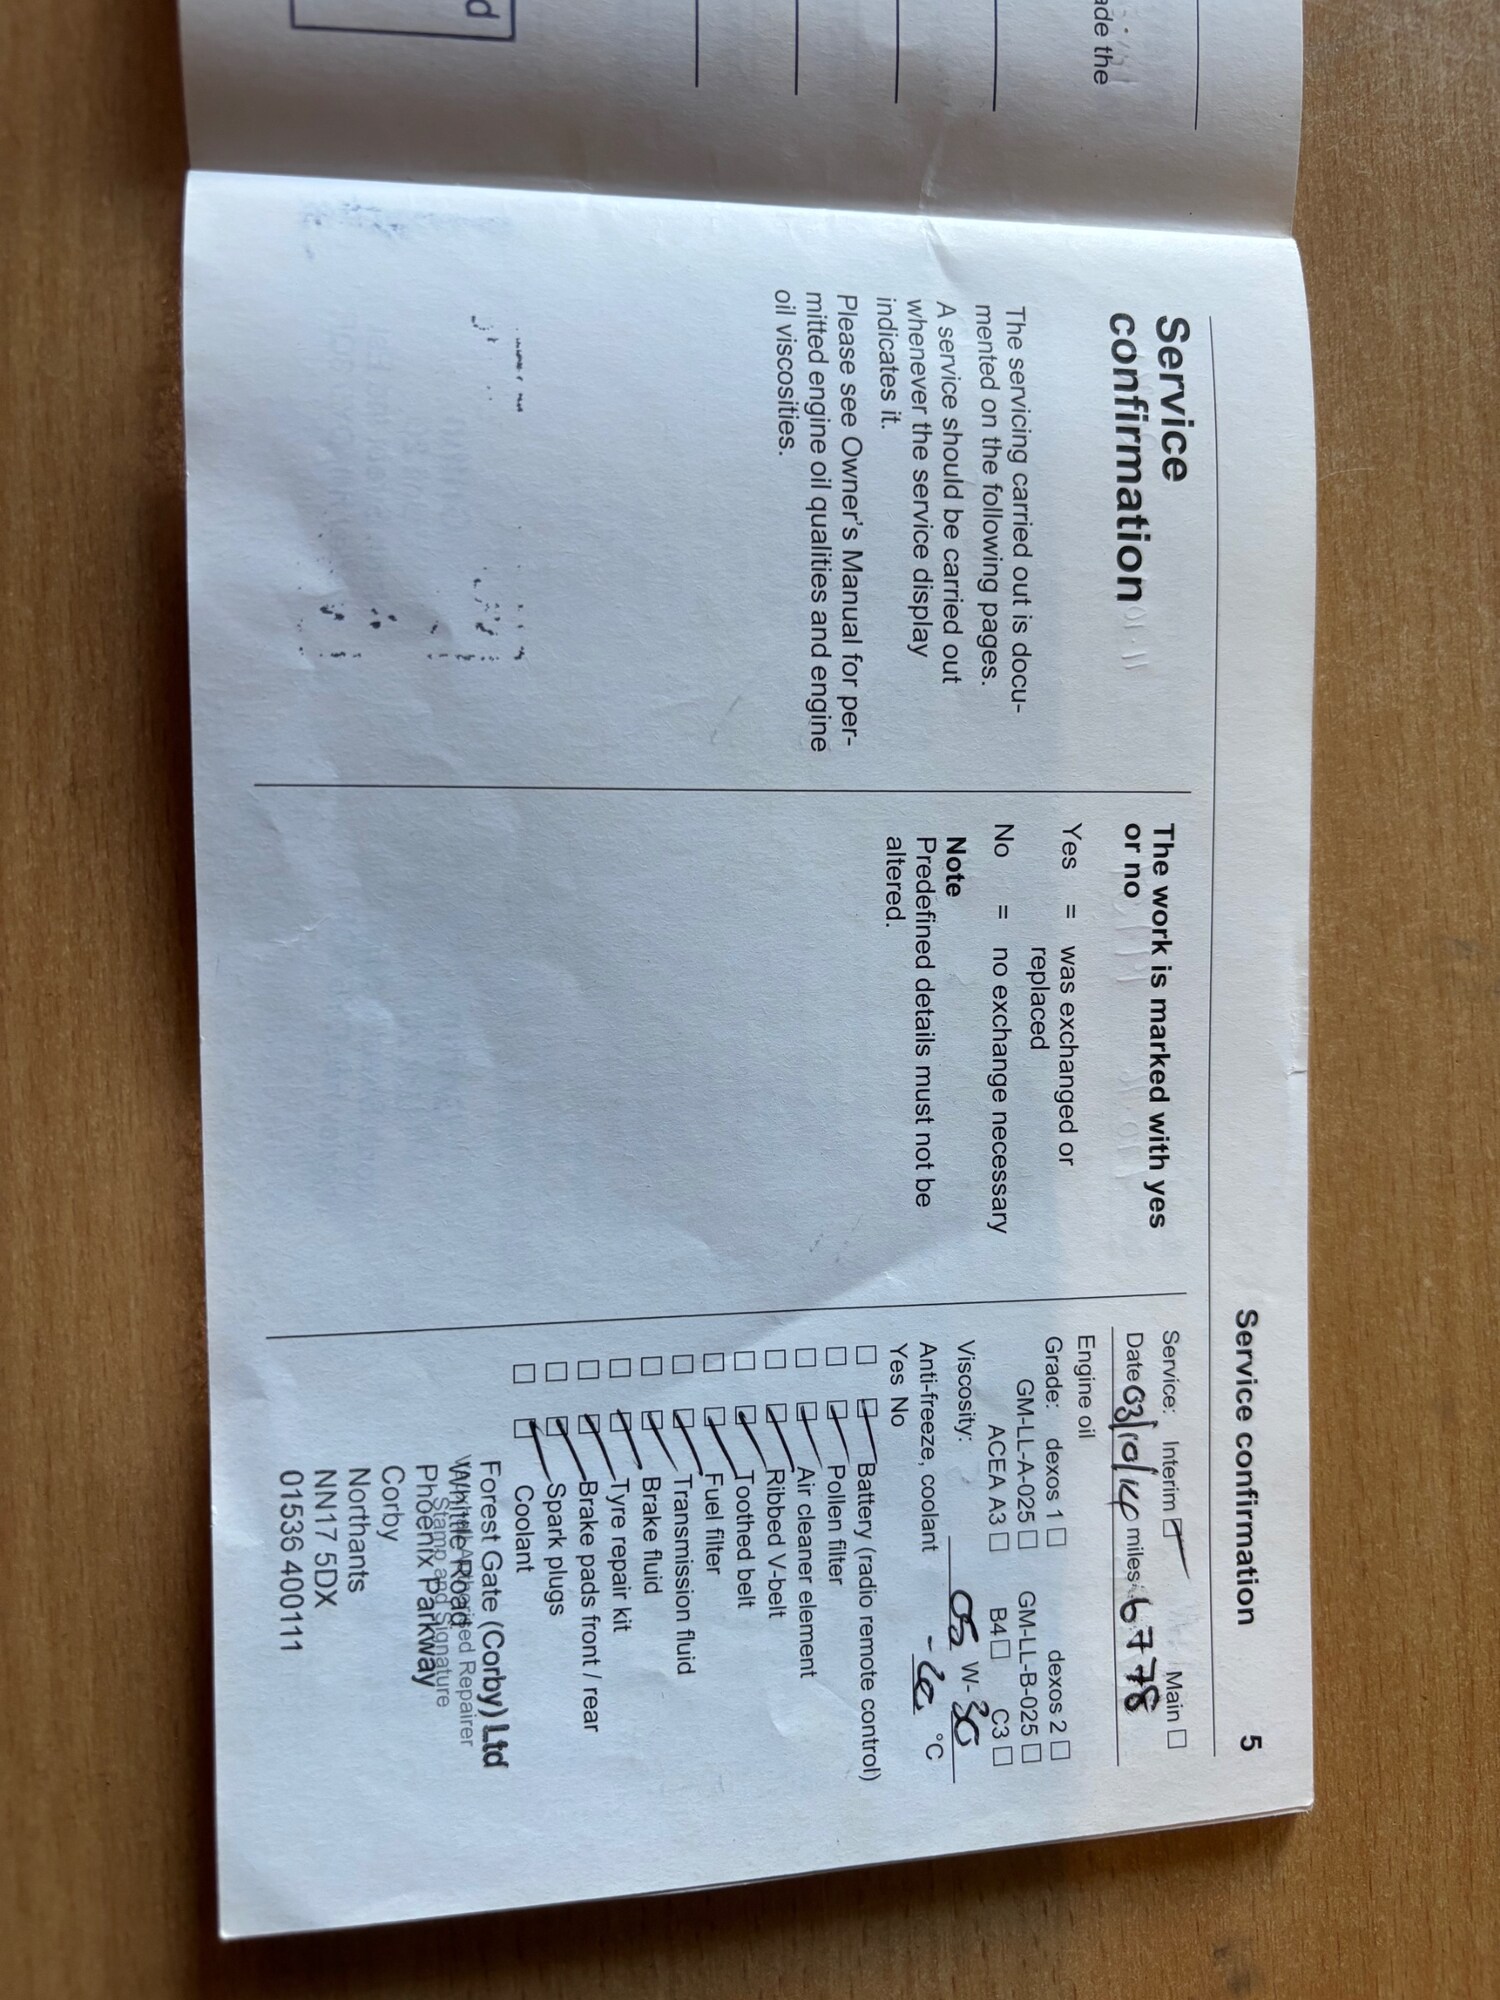 ade the
d
Service confirmation 5
Service
confirmation
The servicing carried out is docu-
mented on the following pages.
A service should be carried out
whenever the service display
indicates it.
Please see Owner's Manual for per-
mitted engine oil qualities and engine
oil viscosities.
The work is marked with yes
or no
Yes = was exchanged or
replaced
No = no exchange necessary
Note
Predefined details must not be
altered.
Service: Interim Main
Date 03/10/14 miles: 6778
Engine oil
Grade: dexos 1 dexos 2
GM-LL-A-025 GM-LL-B-025
ACEA A3 B4 C3
Viscosity: W-30
Anti-freeze, coolant °C
Yes No
Battery (radio remote control)
Pollen filter
Air cleaner element
Ribbed V-belt
Toothed belt
Fuel filter
Transmission fluid
Brake fluid
Tyre repair kit
Brake pads front / rear
Spark plugs
Coolant
Forest Gate (Corby) Ltd
Whittle Road
Repairer
Stamp and Signature
Phoenix Parkway
Corby
Northants
NN17 5DX
01536 400111